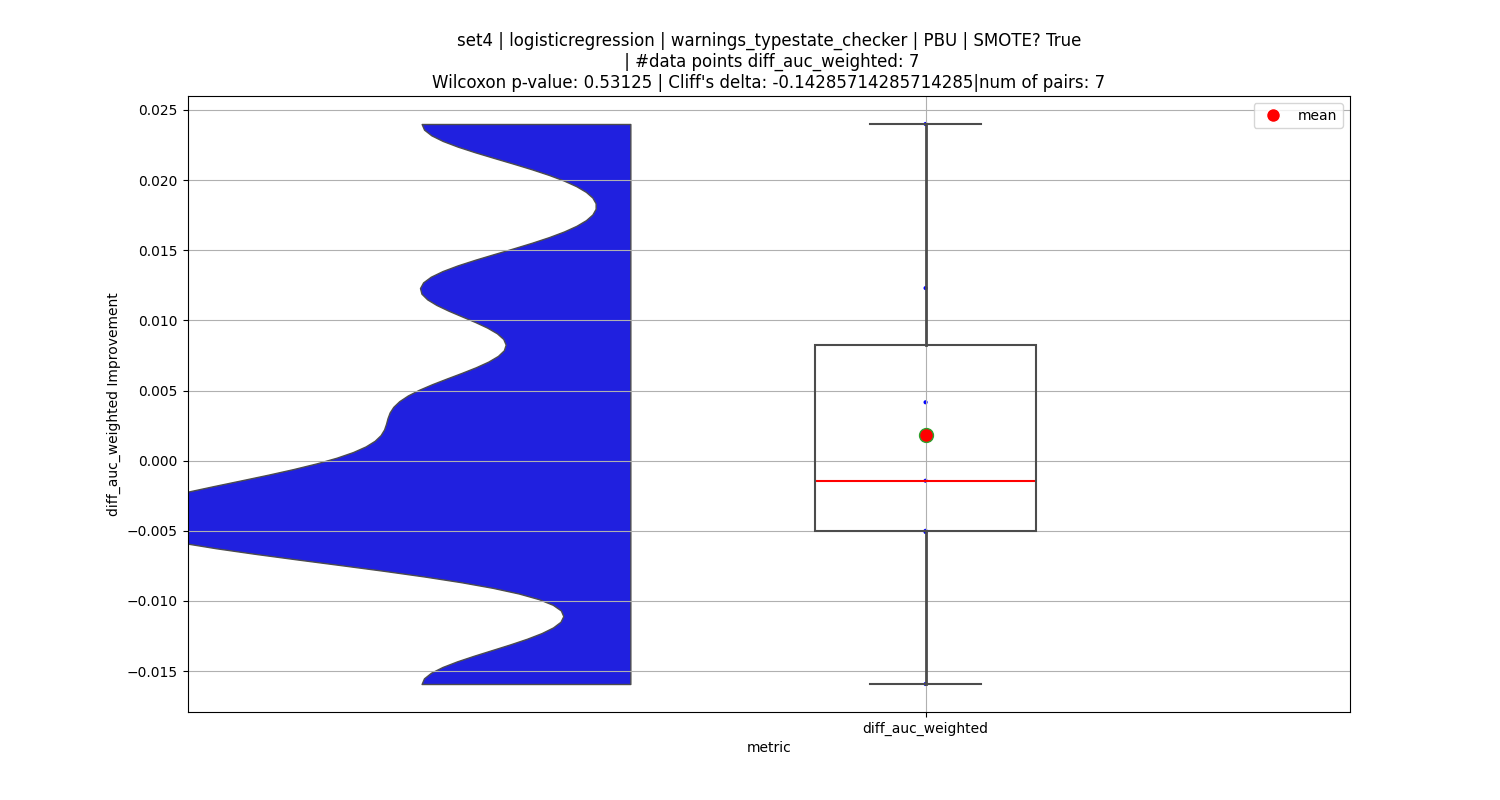 set4 | logisticregression | warnings_typestate_checker | PBU | SMOTE? True
| #data points diff_auc_weighted: 7
Wilcoxon p-value: 0.53125 | Cliff's delta: -0.14285714285714285|num of pairs: 7
mean
0.025
0.020
0.015
0.010
0.005
0.000
−0.005
−0.010
−0.015
diff_auc_weighted Improvement
diff_auc_weighted
metric